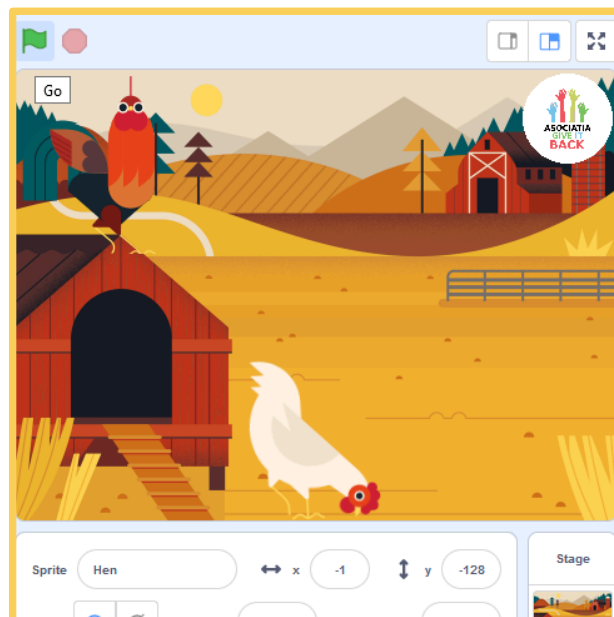 Go
ASOCIATIA
GIVE IT
BACK
Sprite Hen x -1 y -128
Stage